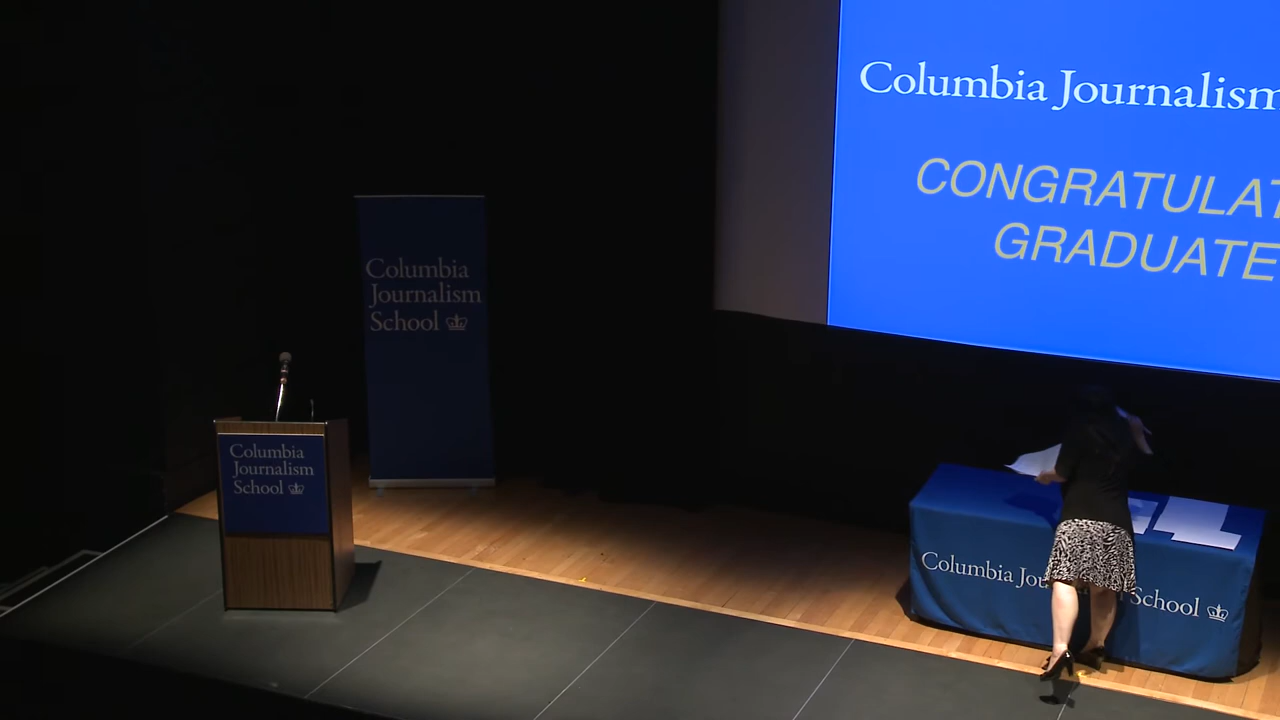 Columbia Journalism
CONGRATULAT
GRADUATE
Columbia
Journalism
School
Columbia
Journalism
School
Columbia Jou School